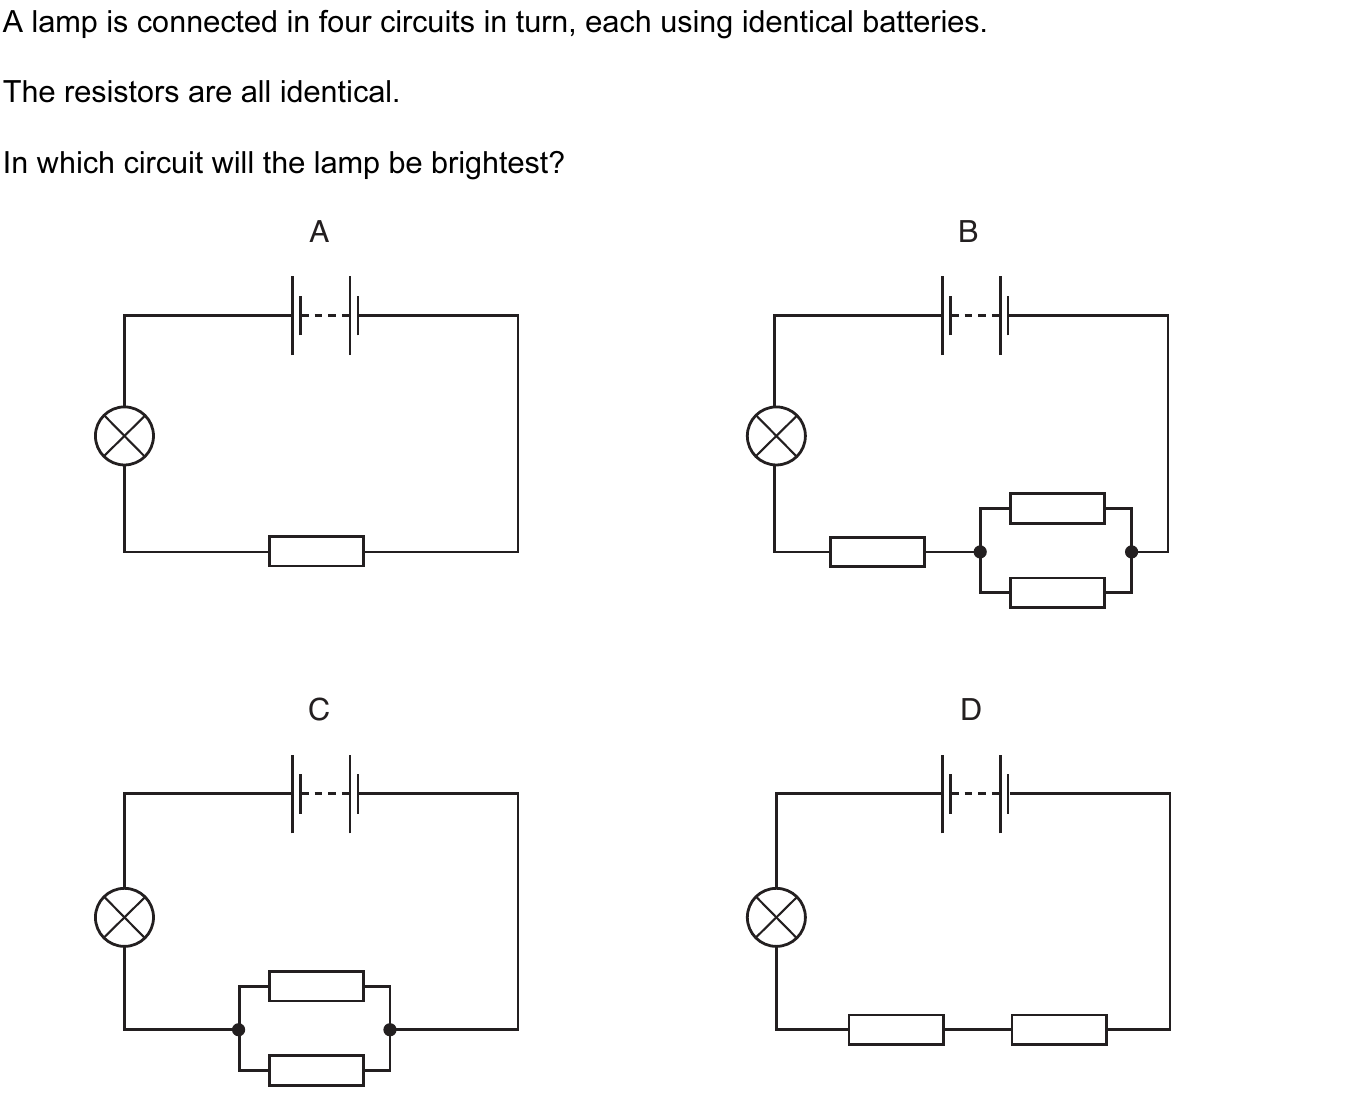 A lamp is connected in four circuits in turn, each using identical batteries.
The resistors are all identical.
In which circuit will the lamp be brightest?
A
B
C
D